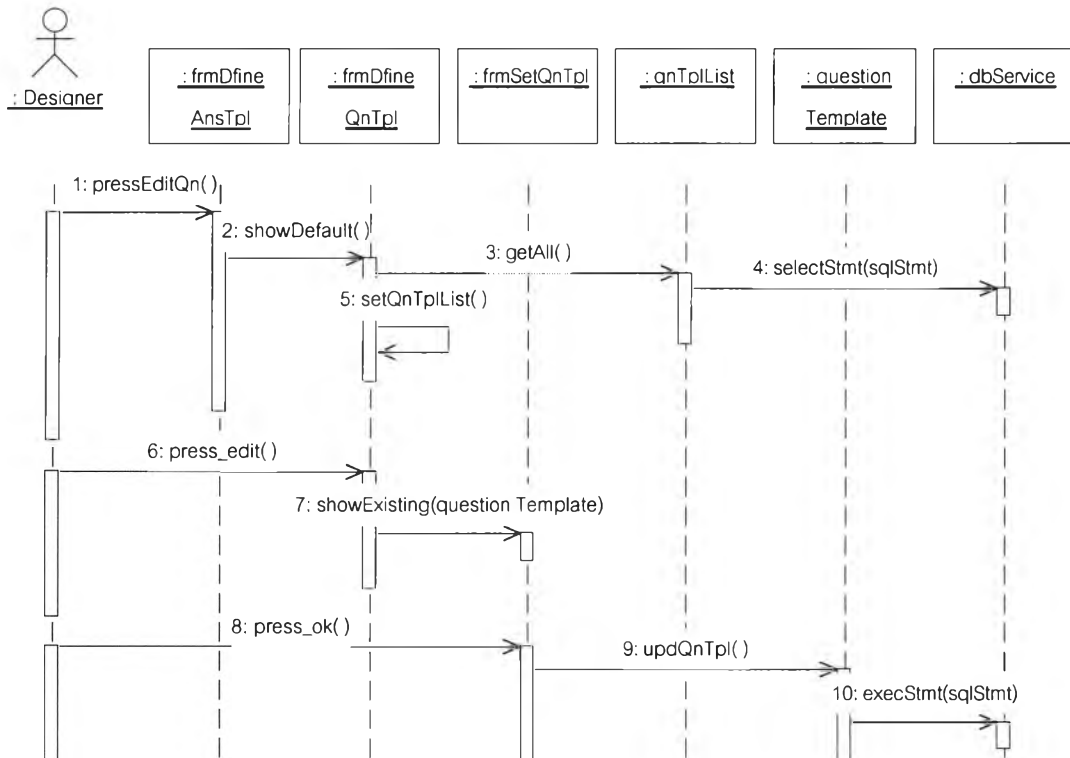 : Designer
: frmDfine
AnsTpl
: frmDfine
QnTpl
: frmSetQnTpl
: qnTplList
: question
Template
: dbService
1: pressEditQn( )
2: showDefault( )
3: getAll( )
4: selectStmt(sqlStmt)
5: setQnTplList( )
6: press_edit( )
7: showExisting(question Template)
8: press_ok( )
9: updQnTpl( )
10: execStmt(sqlStmt)